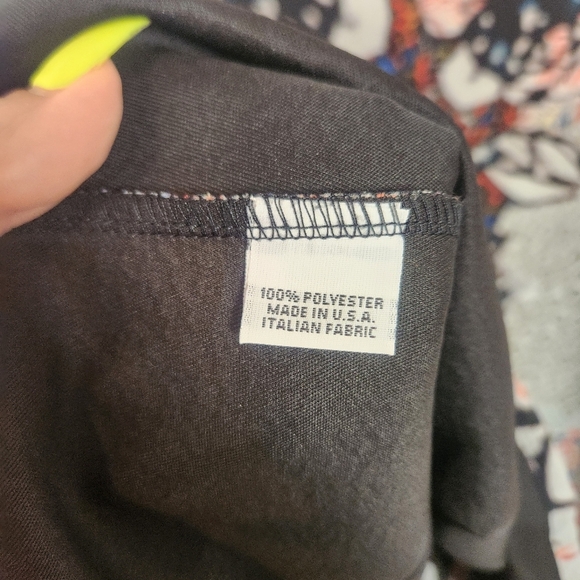 100% POLYESTER
MADE IN U.S.A.
ITALIAN FABRIC